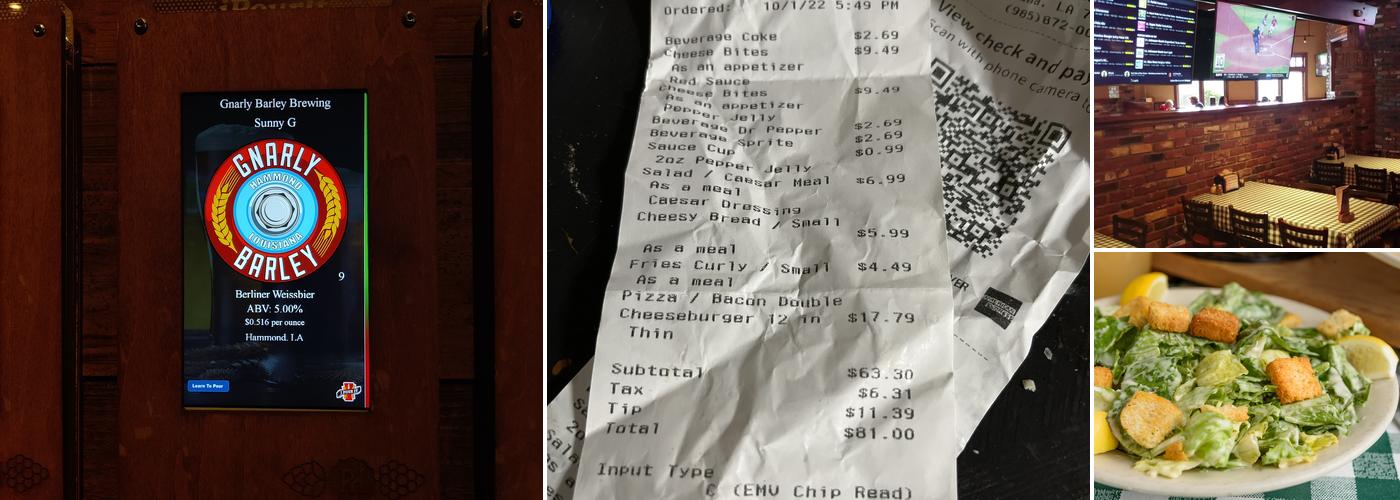 Gnarly Barley Brewing
Sunny G
GNARLY
HAMMOND
LOUISIANA
BARLEY
9
Berliner Weissbier
ABV: 5.00%
$0.516 per ounce
Hammond, LA
Learn To Pour
Ordered: 10/1/22 5:49 PM
Beverage Coke $2.69
Cheese Bites $9.49
As an appetizer
Red Sauce
Cheese Bites $9.49
As an appetizer
Pepper Jelly
Beverage Dr Pepper $2.69
Beverage Sprite $2.69
Sauce Cup $0.99
2oz Pepper Jelly
Salad / Caesar Meal $6.99
As a meal
Caesar Dressing
Cheesy Bread / Small
$5.99
As a meal
Fries Curly / Small $4.49
As a meal
Pizza / Bacon Double
Cheeseburger 12 in $17.79
Thin
Subtotal $63.30
Tax $6.31
Tip $11.39
Total $81.00
Input Type
C (EMV Chip Read)
LA 7
(985)872-00
View check and pay
Scan with phone camera to